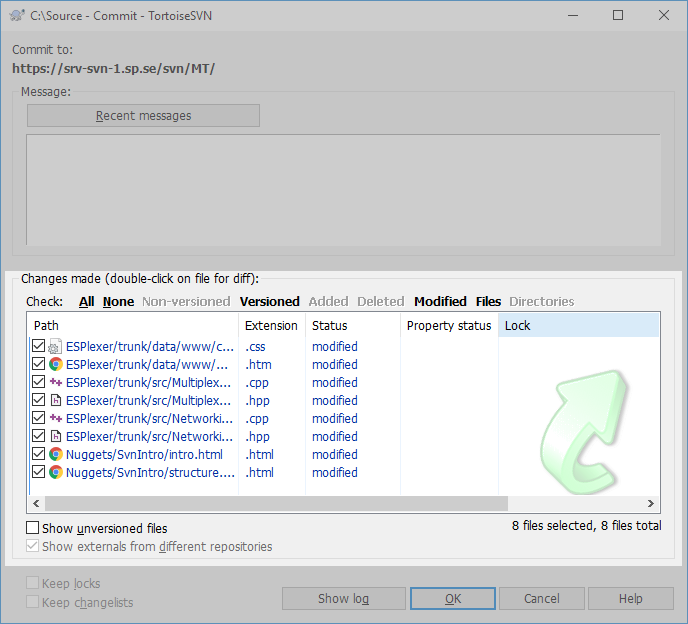 C:\Source - Commit - TortoiseSVN
Commit to:
https://srv-svn-1.sp.se/svn/MT/
Message:
Recent messages
Changes made (double-click on file for diff):
Check: All None Non-versioned Versioned Added Deleted Modified Files Directories
Path Extension Status Property status Lock
ESPlexer/trunk/data/www/c... .css modified
ESPlexer/trunk/data/www/... .htm modified
ESPlexer/trunk/src/Multiplex... .cpp modified
ESPlexer/trunk/src/Multiplex... .hpp modified
ESPlexer/trunk/src/Networki... .cpp modified
ESPlexer/trunk/src/Networki... .hpp modified
Nuggets/SvnIntro/intro.html .html modified
Nuggets/SvnIntro/structure.... .html modified
Show unversioned files
8 files selected, 8 files total
Show externals from different repositories
Keep locks
Keep changelists
Show log OK Cancel Help